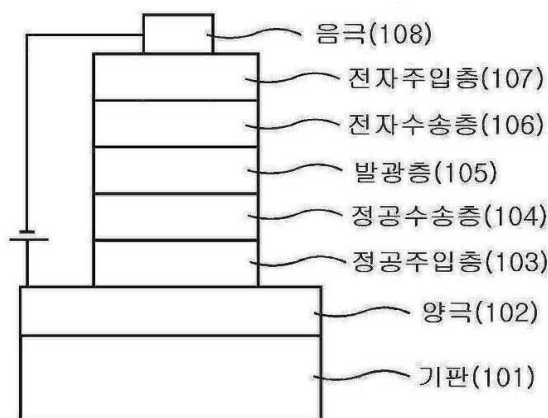 음극(108)
전자주입층(107)
전자수송층(106)
발광층(105)
정공수송층(104)
정공주입층(103)
양극(102)
기판(101)